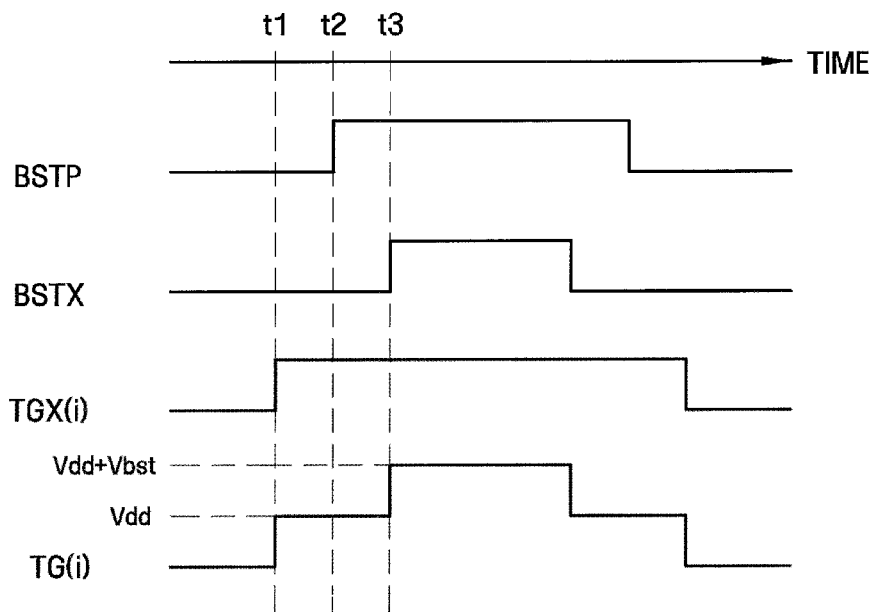 t1 t2 t3
TIME
BSTP
BSTX
TGX(i)
Vdd+Vbst
Vdd
TG(i)